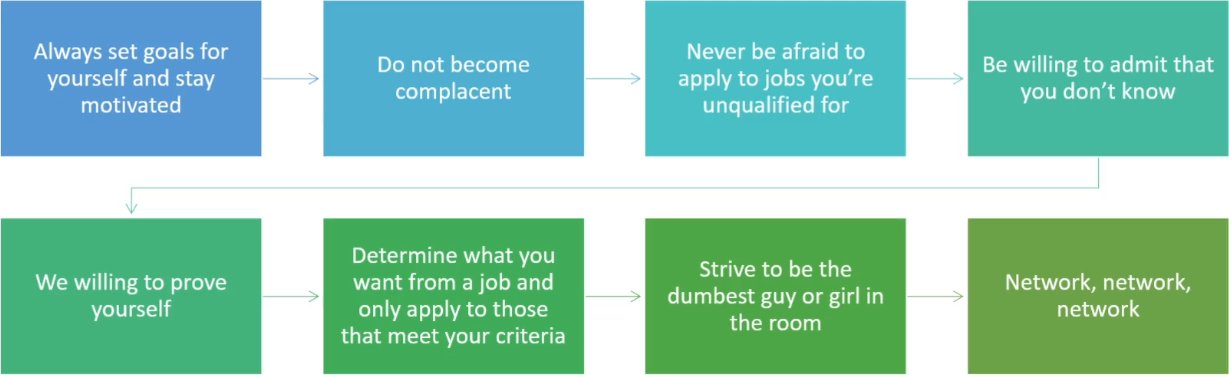 Always set goals for
yourself and stay
motivated
Do not become
complacent
Never be afraid to
apply to jobs you’re
unqualified for
Be willing to admit that
you don’t know
We willing to prove
yourself
Determine what you
want from a job and
only apply to those
that meet your criteria
Strive to be the
dumbest guy or girl in
the room
Network, network,
network